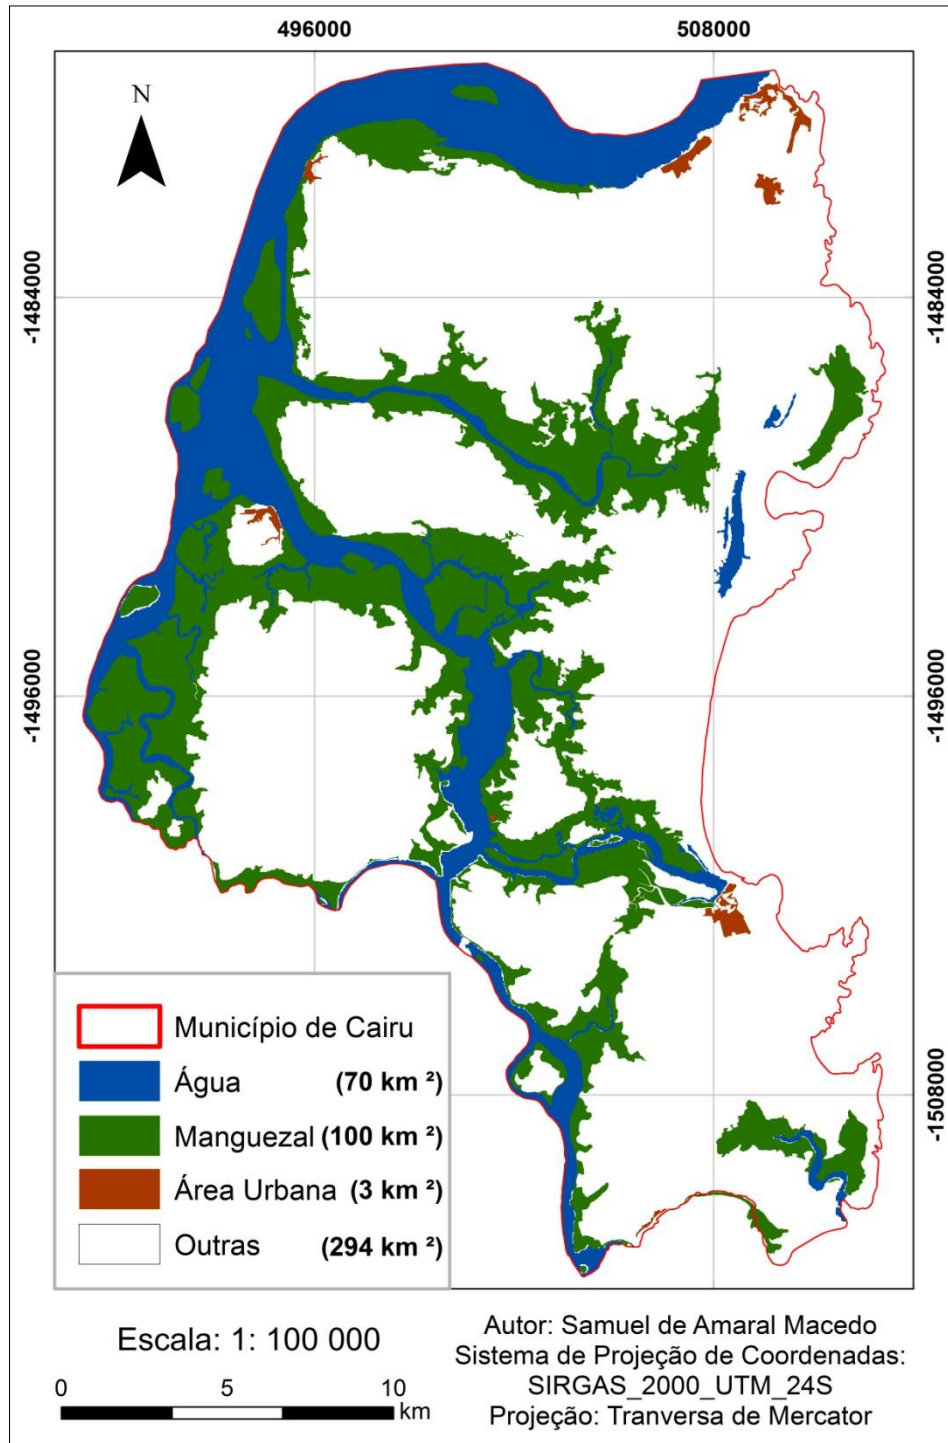 496000 508000
N
-1484000 -1484000
-1496000 -1496000
-1508000
Município de Cairu
Água (70 km ²)
Manguezal (100 km ²)
Área Urbana (3 km ²)
Outras (294 km ²)
Escala: 1: 100 000
0 5 10
km
Autor: Samuel de Amaral Macedo
Sistema de Projeção de Coordenadas:
SIRGAS_2000_UTM_24S
Projeção: Tranversa de Mercator